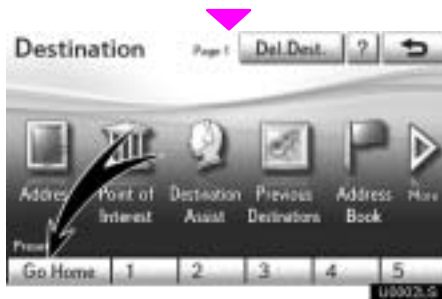 Destination Page 1 Del.Dest. ?
Address Point of Interest Destination Assist Previous Destinations Address Book More
Go Home 1 2 3 4 5
U0002LS